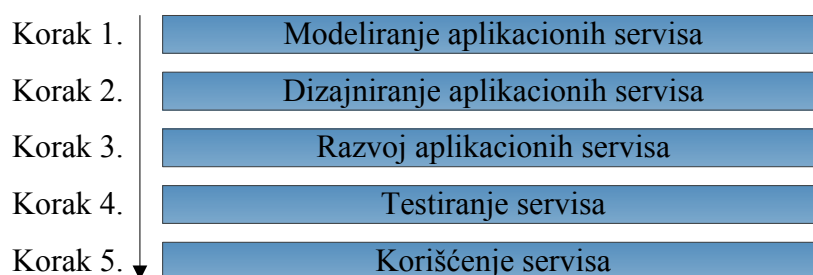 Korak 1. Modeliranje aplikacionih servisa
Korak 2. Dizajniranje aplikacionih servisa
Korak 3. Razvoj aplikacionih servisa
Korak 4. Testiranje servisa
Korak 5. Korišćenje servisa